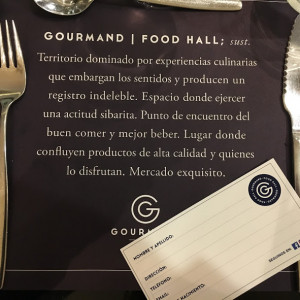 GOURMAND | FOOD HALL; sust.
Territorio dominado por experiencias culinarias
que embargan los sentidos y producen un
registro indeleble. Espacio donde ejercer
una actitud sibarita. Punto de encuentro del
buen comer y mejor beber. Lugar donde
confluyen productos de alta calidad y quienes
lo disfrutan. Mercado exquisito.
G
NOMBRE Y APELLIDO:
DIRECCIÓN:
TELÉFONO:
EMAIL:
NACIMIENTO: